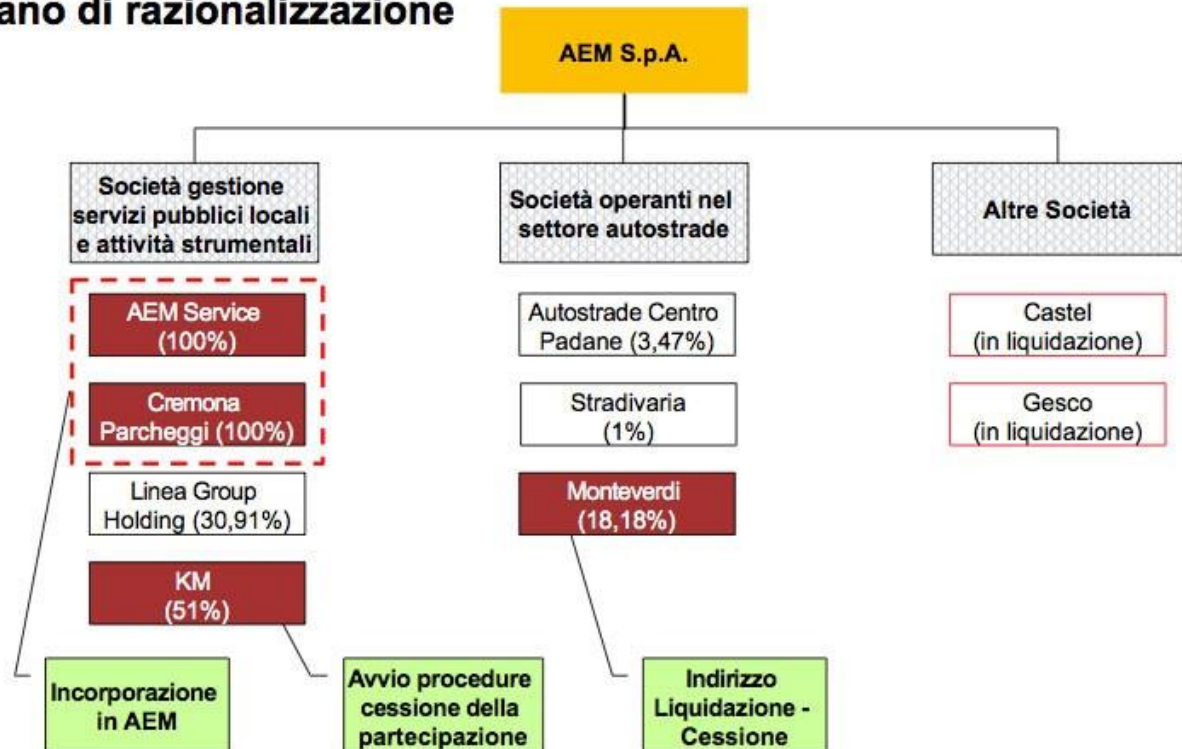 ano di razionalizzazione
AEM S.p.A.
Società gestione
servizi pubblici locali
e attività strumentali
AEM Service
(100%)
Cremona
Parcheggi (100%)
Linea Group
Holding (30,91%)
KM
(51%)
Società operanti nel
settore autostrade
Autostrade Centro
Padane (3,47%)
Stradivaria
(1%)
Monteverdi
(18,18%)
Altre Società
Castel
(in liquidazione)
Gesco
(in liquidazione)
Incorporazione
in AEM
Avvio procedure
cessione della
partecipazione
Indirizzo
Liquidazione -
Cessione